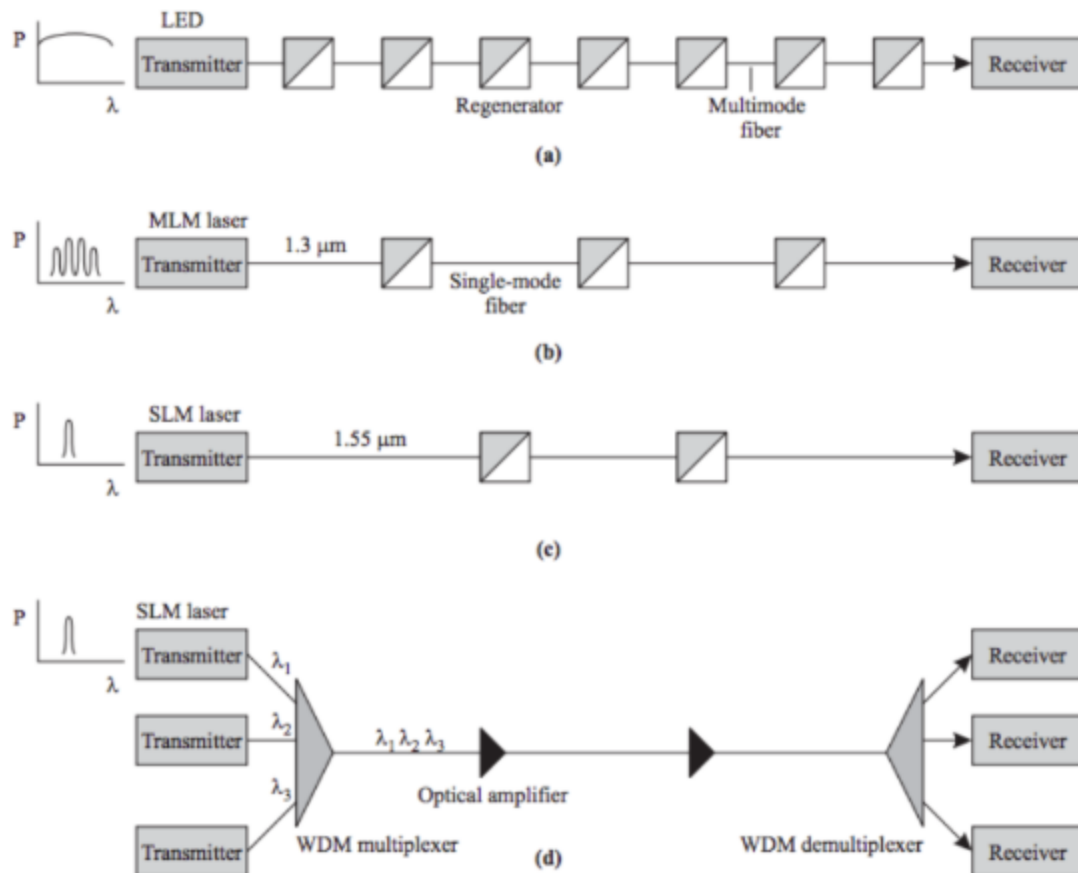 LED
P
λ
Transmitter
Receiver
Regenerator
Multimode
fiber
(a)
MLM laser
P
λ
Transmitter
1.3 μm
Single-mode
fiber
Receiver
(b)
SLM laser
P
λ
Transmitter
1.55 μm
Receiver
(c)
SLM laser
P
λ
Transmitter
λ1
Transmitter
λ2
Transmitter
λ3
λ1 λ2 λ3
Optical amplifier
WDM multiplexer
WDM demultiplexer
Receiver
Receiver
Receiver
(d)